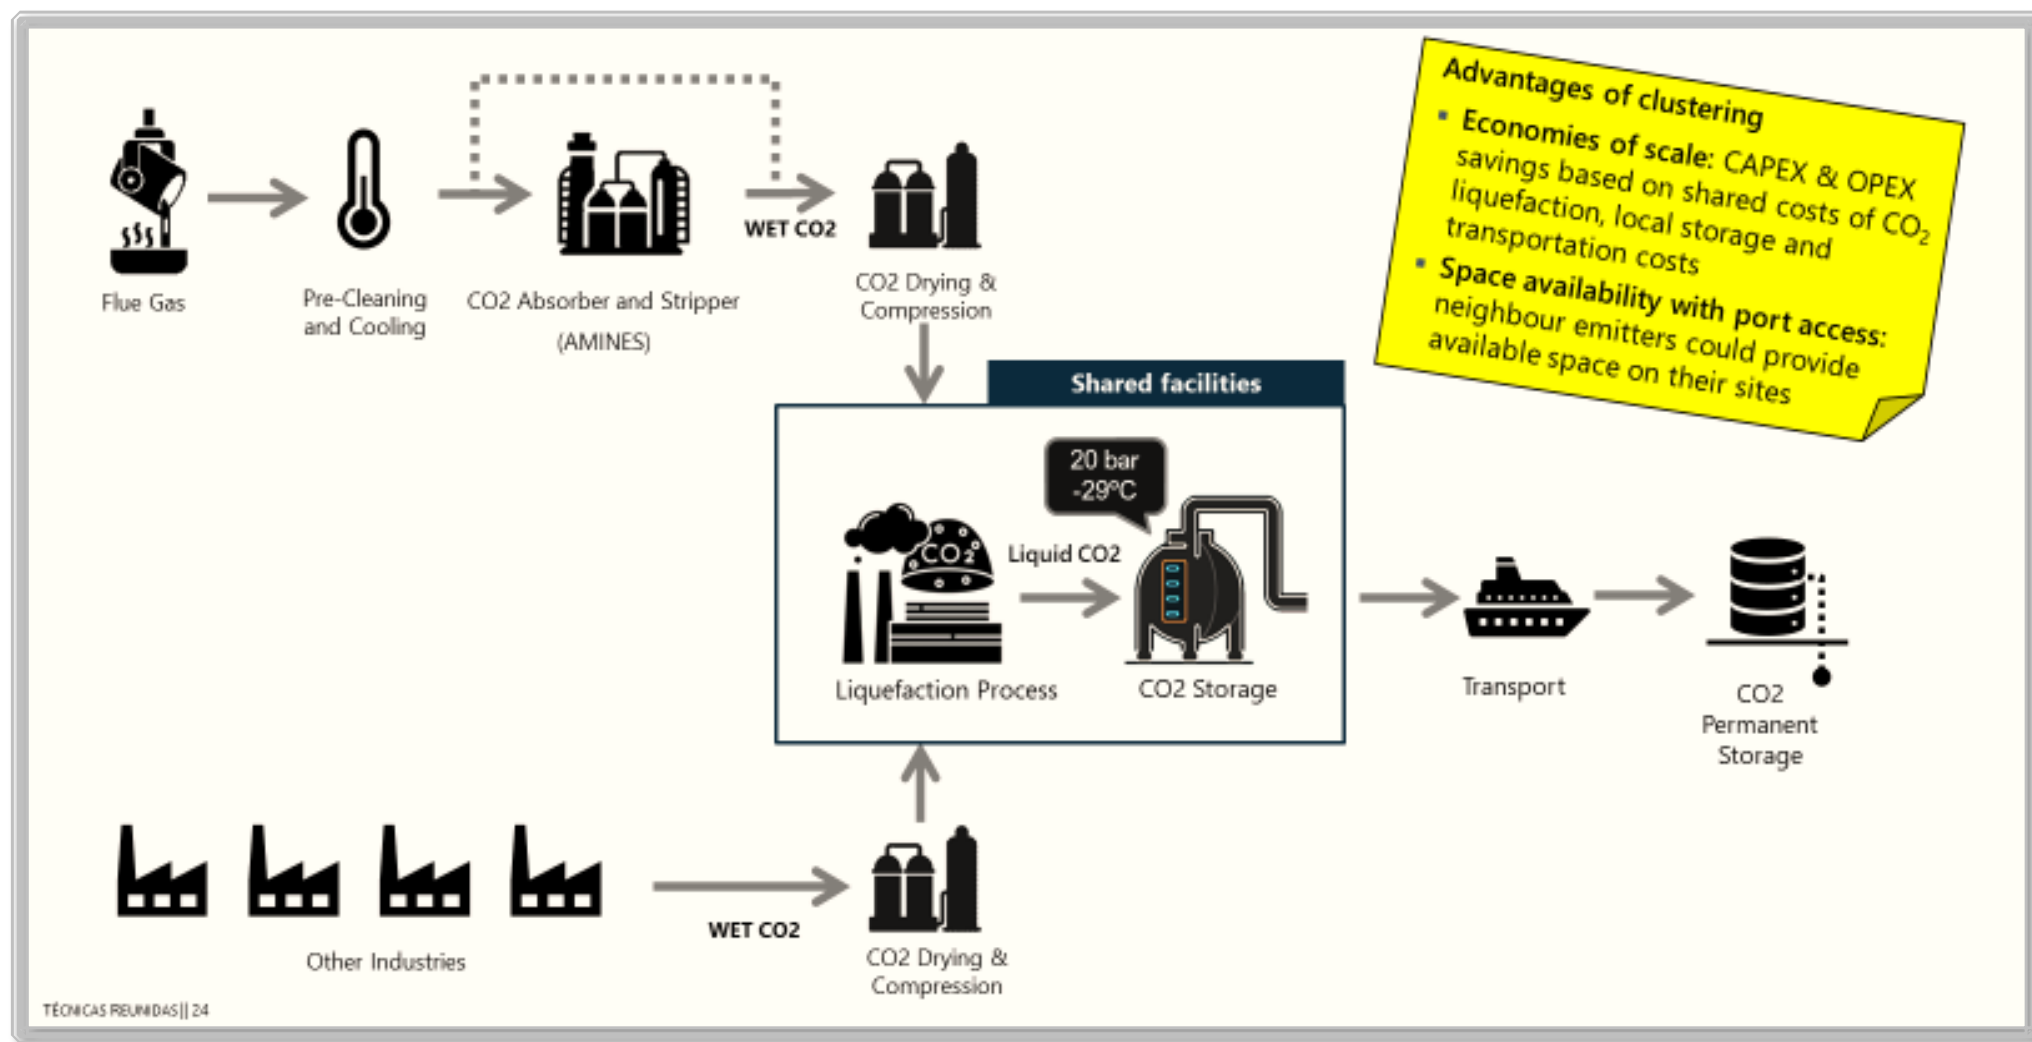 Advantages of clustering
▪ Economies of scale: CAPEX & OPEX
savings based on shared costs of CO₂
liquefaction, local storage and
transportation costs
▪ Space availability with port access:
neighbour emitters could provide
available space on their sites
Flue Gas
Pre-Cleaning
and Cooling
CO2 Absorber and Stripper
(AMINES)
WET CO2
CO2 Drying &
Compression
Shared facilities
20 bar
-29ºC
CO2
Liquid CO2
Liquefaction Process
CO2 Storage
Transport
CO2
Permanent
Storage
Other Industries
WET CO2
CO2 Drying &
Compression
TÉCNICAS REUNIDAS|| 24